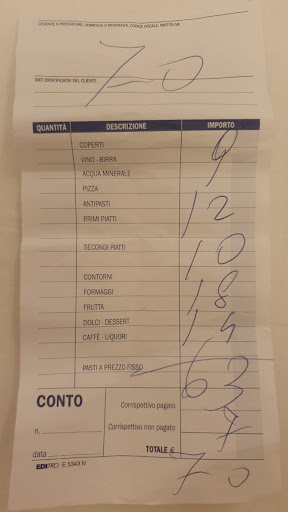 CEDENTE O PRESTATORE, DOMICILIO O RESIDENZA, CODICE FISCALE, PARTITA IVA
70
DATI IDENTIFICATIVI DEL CLIENTE
QUANTITÀ DESCRIZIONE IMPORTO
COPERTI 9
VINO - BIRRA
ACQUA MINERALE
PIZZA
ANTIPASTI 12
PRIMI PIATTI
SECONDI PIATTI 10
CONTORNI
FORMAGGI 18
FRUTTA
DOLCI - DESSERT 14
CAFFÈ - LIQUORI
PASTI A PREZZO FISSO 63
CONTO
Corrispettivo pagato
n. Corrispettivo non pagato 7
data TOTALE € 70
EDIPRO E 5343 N